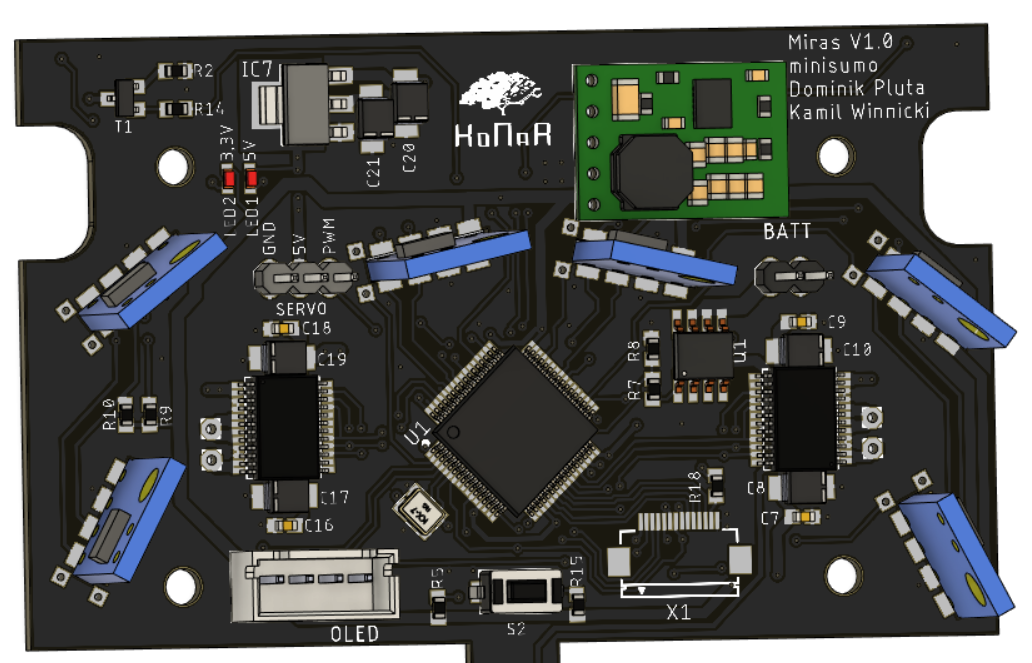 Miras V1.0
minisumo
Dominik Pluta
Kamil Winnicki
R2
IC7
R14
T1
KoNaR
C21
C20
3.3V
5V
LED2
LED1
GND
5V
PWM
SERVO
BATT
C18
C19
C9
C10
R8
R7
U1
U1
R10
R9
C17
C16
R18
C8
C7
R5
R15
S2
X1
OLED